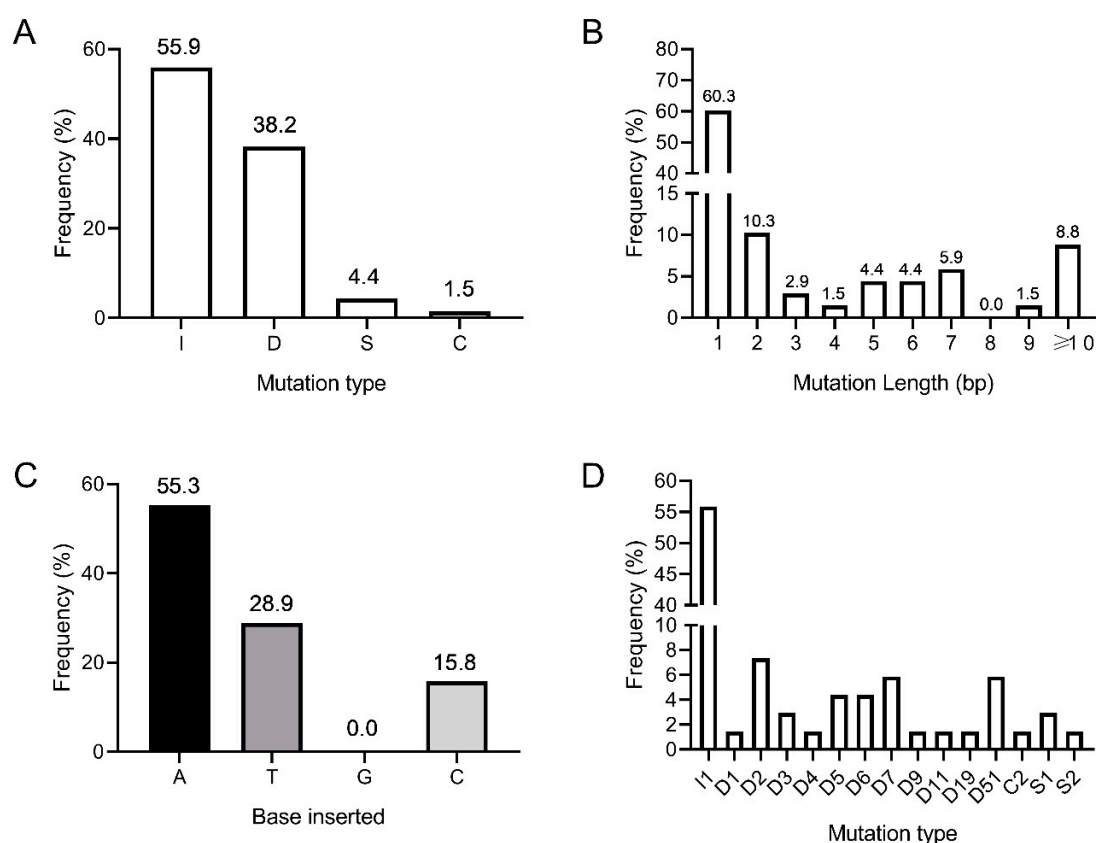 A
Frequency (%)
60
40
20
0
55.9
38.2
4.4
1.5
I D S C
Mutation type
B
Frequency (%)
80
70
60
50
40
15
10
5
0
60.3
10.3
2.9
1.5
4.4
4.4
5.9
0.0
1.5
8.8
1 2 3 4 5 6 7 8 9 ≥10
Mutation Length (bp)
C
Frequency (%)
60
40
20
0
55.3
28.9
0.0
15.8
A T G C
Base inserted
D
Frequency (%)
60
55
50
45
40
8
6
4
2
0
I1 D1 D2 D3 D4 D5 D6 D7 D9 D11 D19 D51 C2 S1 S2
Mutation type